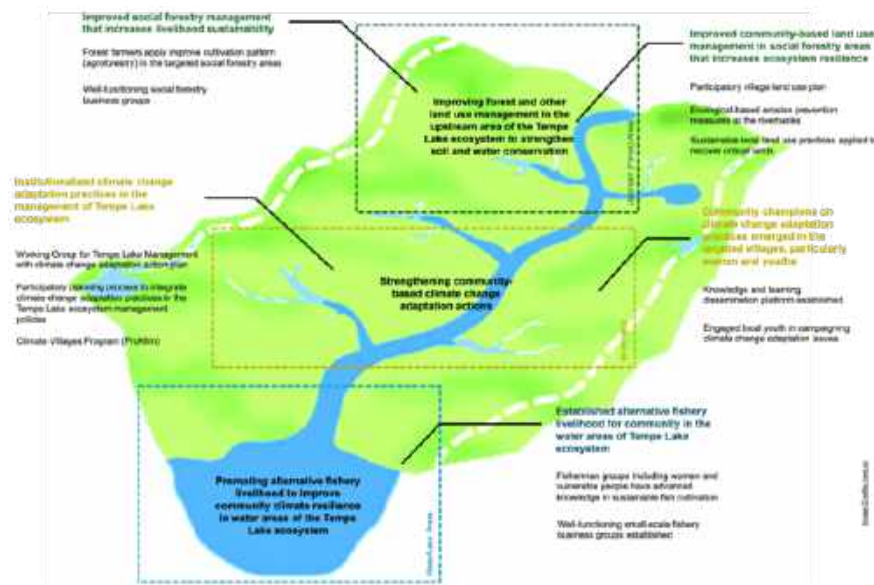 Improved social forestry management
that increases livelihood sustainability
Forest farmers apply improve cultivation pattern
(agroforestry) in the targeted social forestry areas
Well-functioning social forestry
business groups
Improved community-based land use
management in social forestry areas
that increases ecosystem resilience
Participatory village land use plan
Ecological-based erosion prevention
measures at the riverbanks
Sustainable local land use practices applied to
recover critical lands
Improving forest and other
land use management in the
upstream area of the Tempe
Lake ecosystem to strengthen
soil and water conservation
Institutionalized climate change
adaptation practices in the
management of Tempe Lake
ecosystem
Working Group for Tempe Lake Management
with climate change adaptation action plan
Participatory planning process to integrate
climate change adaptation practices in the
Tempe Lake ecosystem management
policies
Climate Villages Program (ProKlim)
Strengthening community-
based climate change
adaptation actions
Community champions on
climate change adaptation
practices emerged in the
targeted villages, particularly
women and youths
Knowledge and learning
dissemination platform established
Engaged local youth in campaigning
climate change adaptation issues
Promoting alternative fishery
livelihood to improve
community climate resilience
in water areas of the Tempe
Lake ecosystem
Established alternative fishery
livelihood for community in the
water areas of Tempe Lake
ecosystem
Fisherman groups including women and
vulnerable people have advanced
knowledge in sustainable fish cultivation
Well-functioning small-scale fishery
business groups established